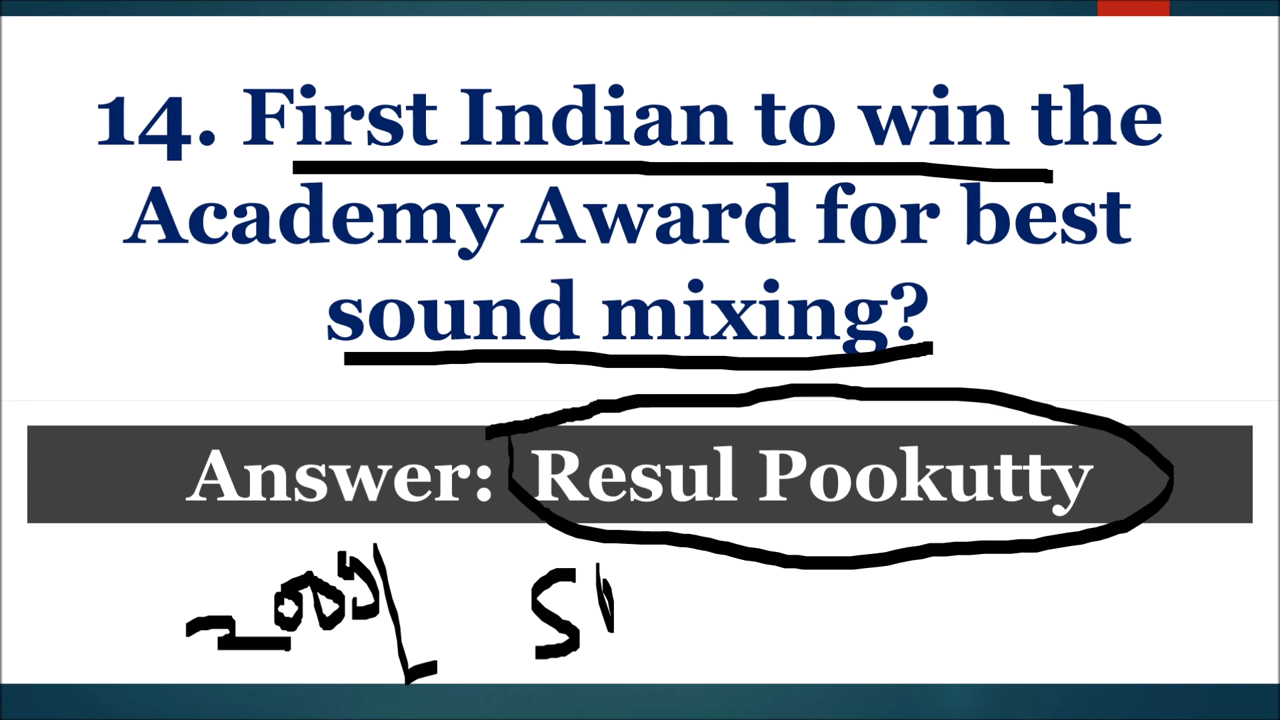 14. First Indian to win the
Academy Award for best
sound mixing?
Answer: Resul Pookutty